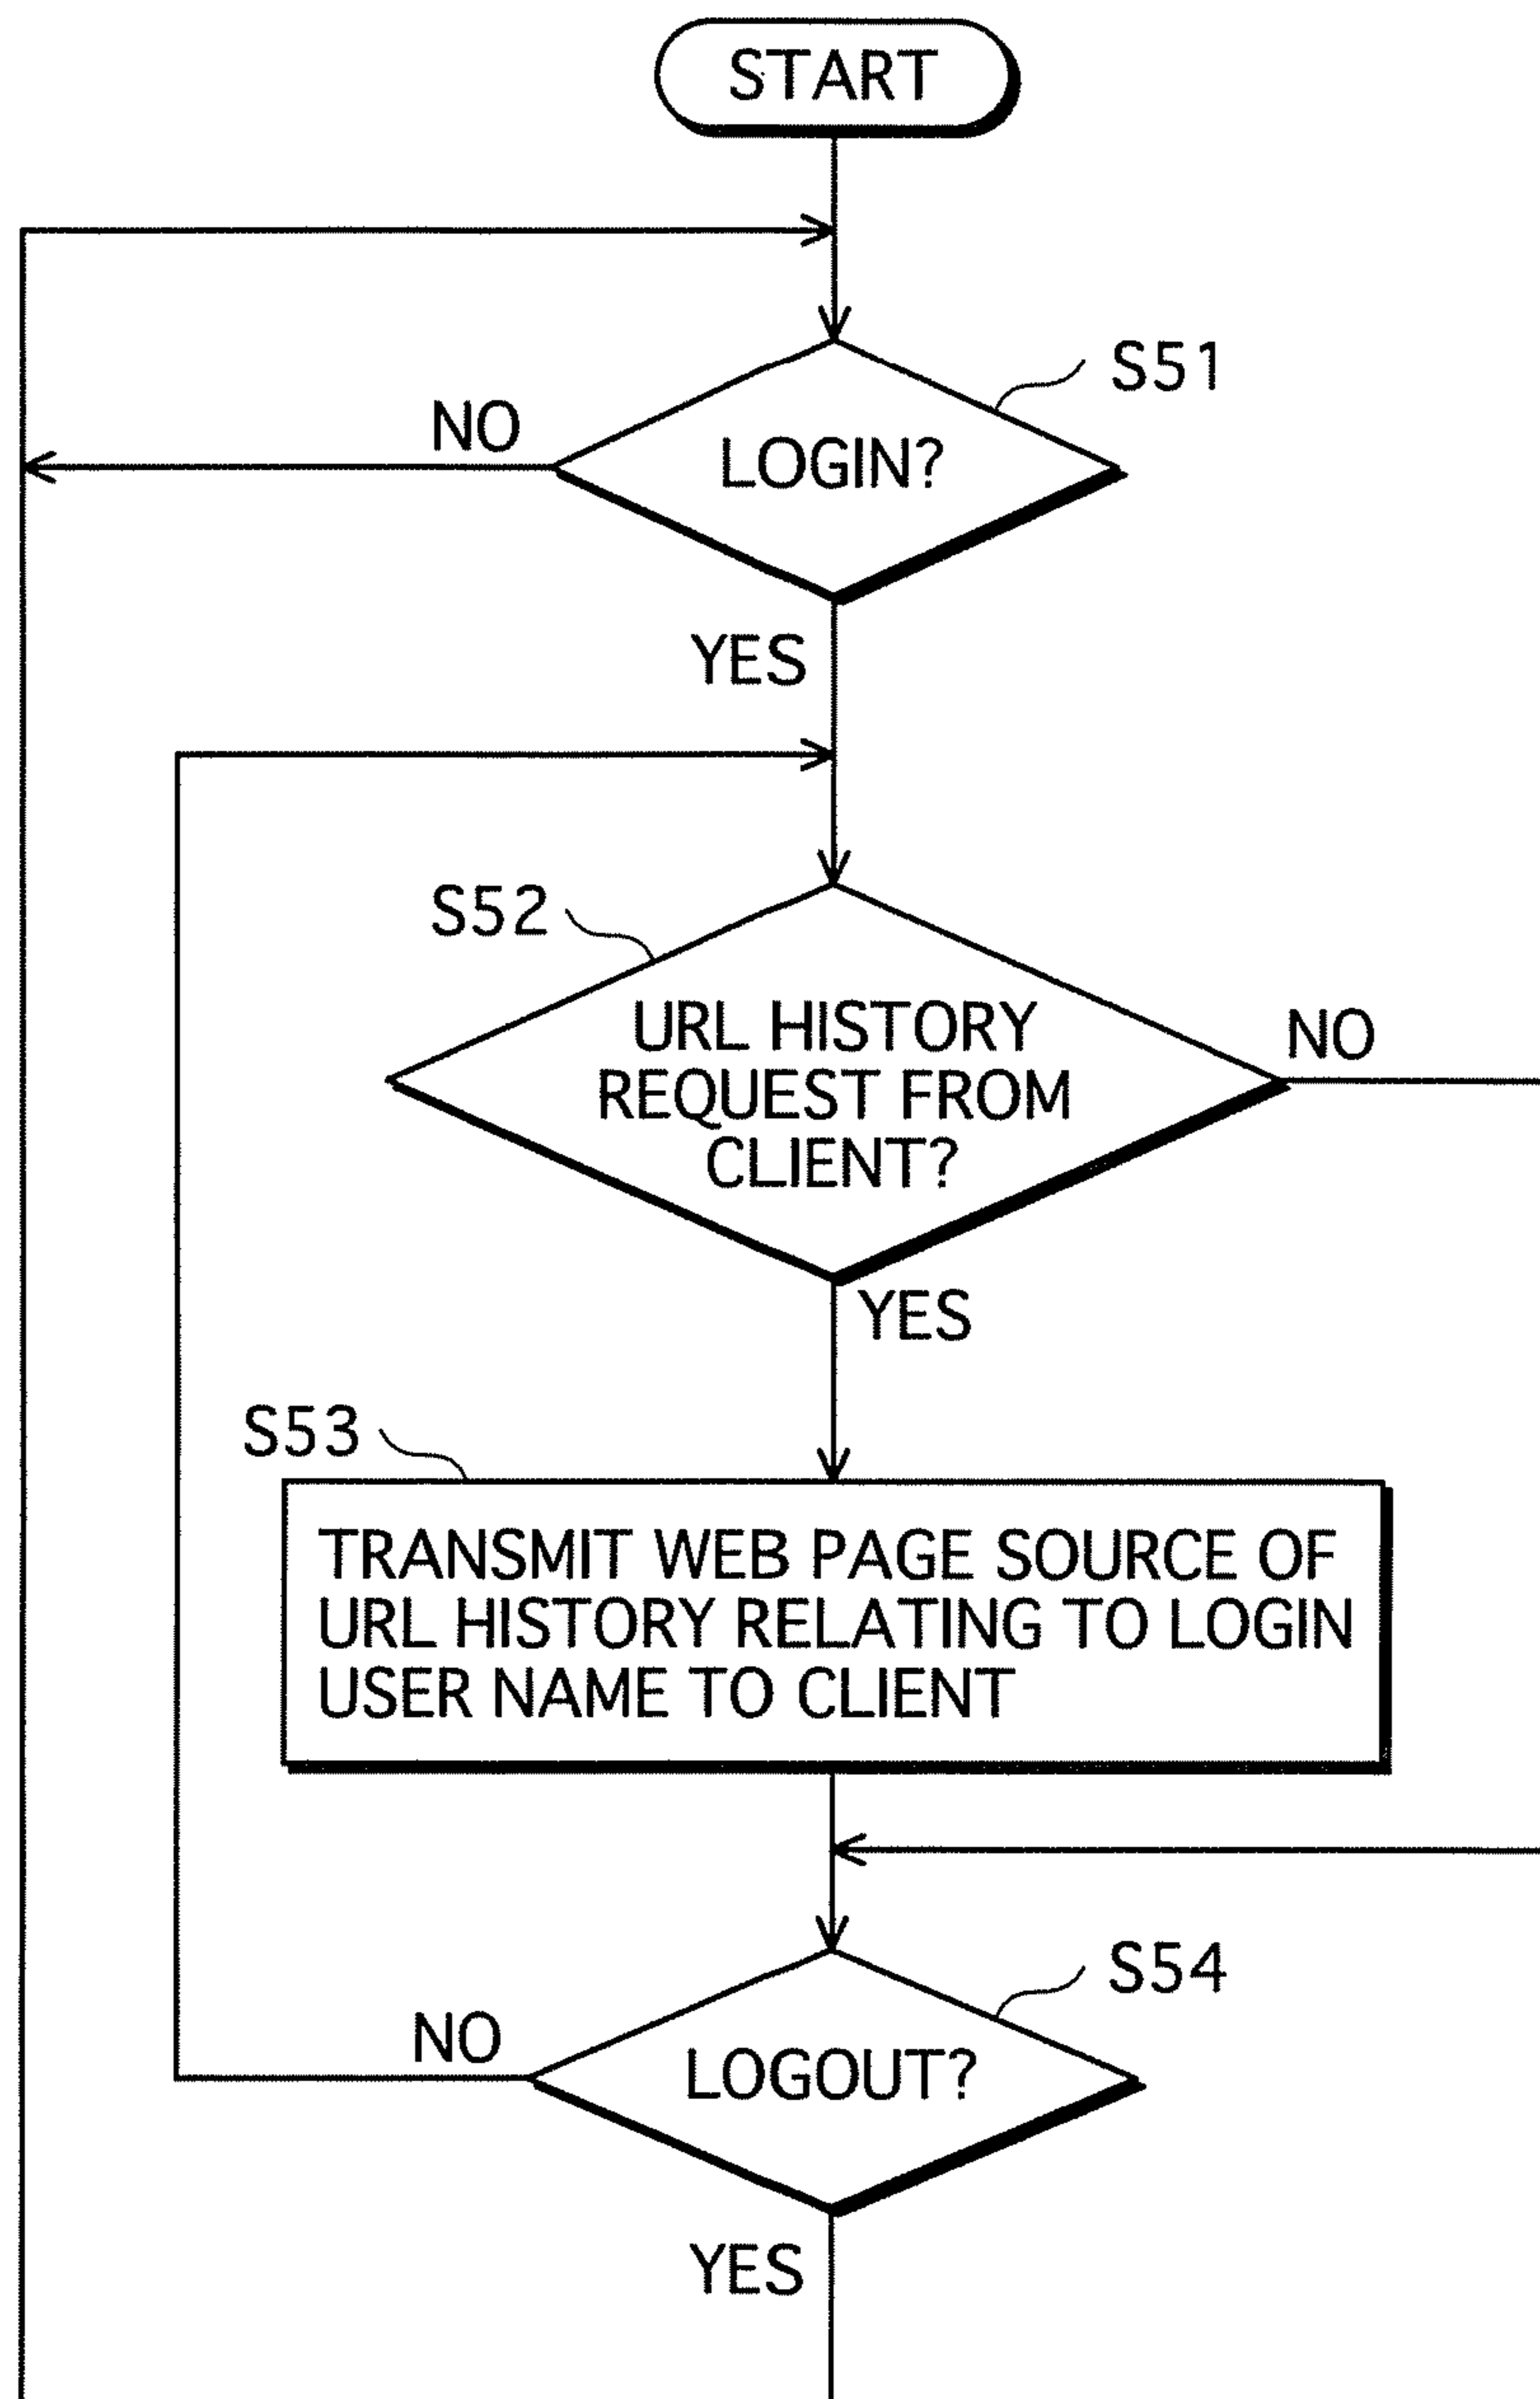 START
S51
NO
LOGIN?
YES
S52
URL HISTORY
REQUEST FROM
CLIENT?
NO
YES
S53
TRANSMIT WEB PAGE SOURCE OF
URL HISTORY RELATING TO LOGIN
USER NAME TO CLIENT
S54
NO
LOGOUT?
YES